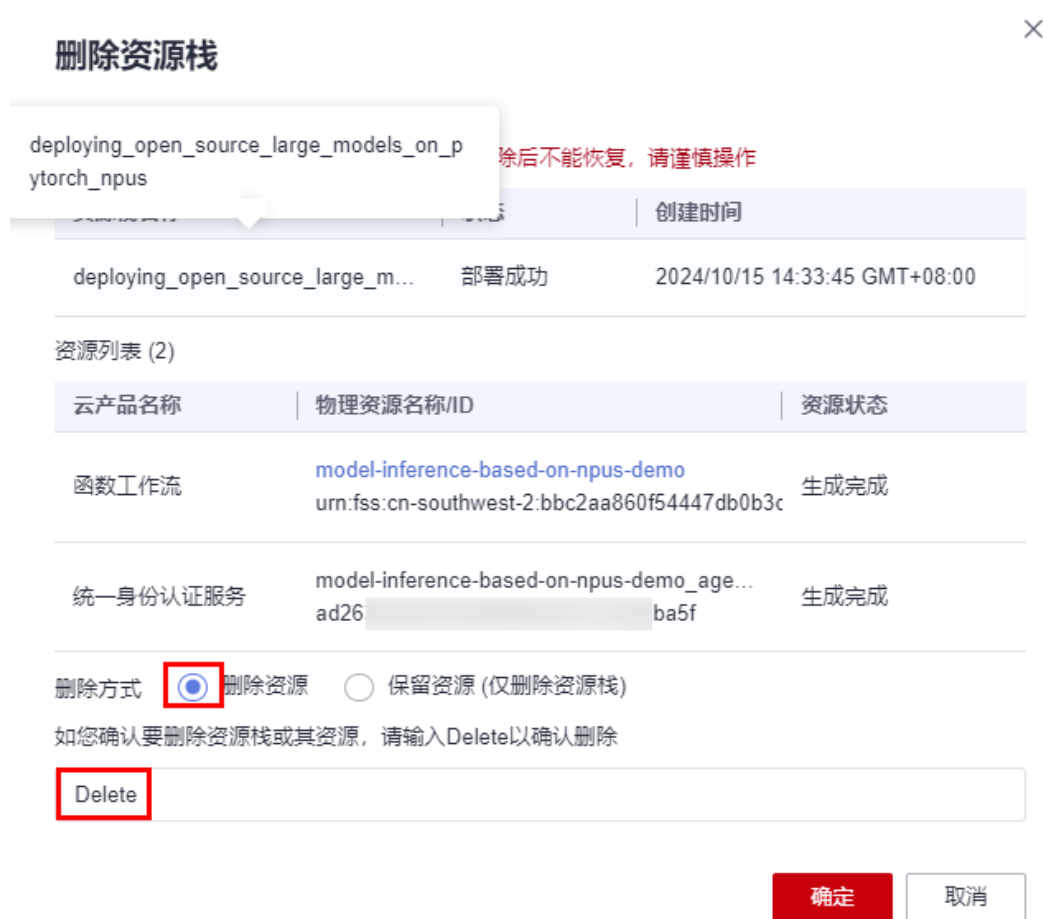 删除资源栈
deploying_open_source_large_models_on_p
ytorch_npus
除后不能恢复，请谨慎操作
创建时间
deploying_open_source_large_m... 部署成功 2024/10/15 14:33:45 GMT+08:00
资源列表 (2)
云产品名称 物理资源名称/ID 资源状态
函数工作流 model-inference-based-on-npus-demo 生成完成
urn:fss:cn-southwest-2:bbc2aa860f54447db0b3c
统一身份认证服务 model-inference-based-on-npus-demo_age... 生成完成
ad26 ba5f
删除方式 删除资源 保留资源 (仅删除资源栈)
如您确认要删除资源栈或其资源，请输入Delete以确认删除
Delete
确定 取消